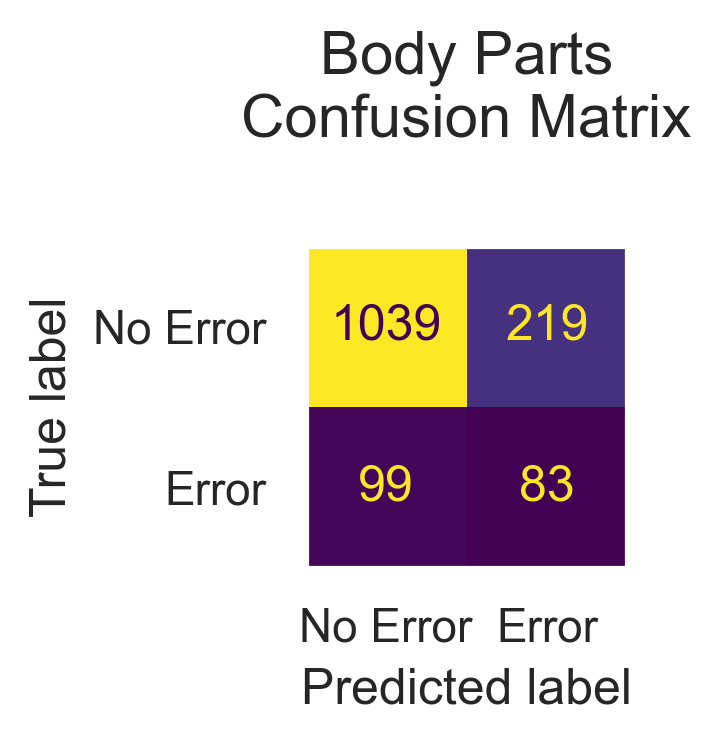 Body Parts
Confusion Matrix
True label
No Error
1039
219
Error
99
83
No Error
Error
Predicted label